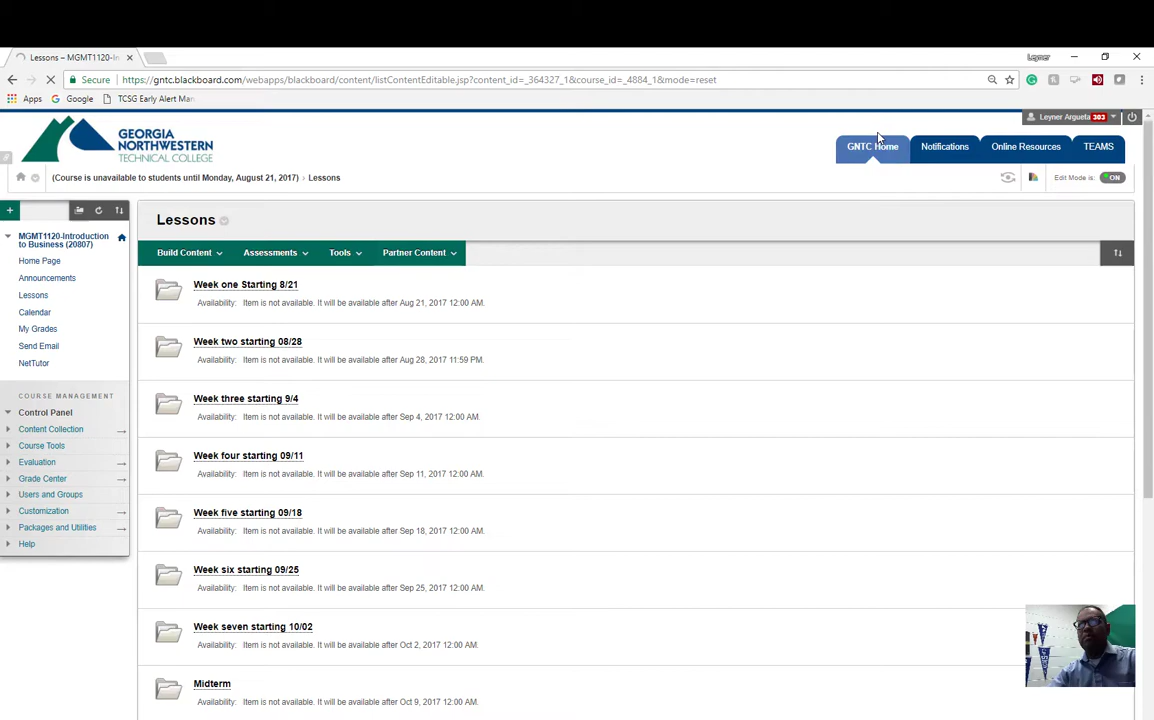 Lessons – MGMT1120-In
Leyner
Secure
https://gntc.blackboard.com/webapps/blackboard/content/listContentEditable.jsp?content_id=_364327_1&course_id=_4884_1&mode=reset
Apps
Google
TCSG Early Alert Man
Leyner Argueta 303
GEORGIA
NORTHWESTERN
TECHNICAL COLLEGE
GNTC Home
Notifications
Online Resources
TEAMS
(Course is unavailable to students until Monday, August 21, 2017)
Lessons
Edit Mode is: ON
MGMT1120-Introduction
to Business (20807)
Home Page
Announcements
Lessons
Calendar
My Grades
Send Email
NetTutor
COURSE MANAGEMENT
Control Panel
Content Collection
Course Tools
Evaluation
Grade Center
Users and Groups
Customization
Packages and Utilities
Help
Lessons
Build Content
Assessments
Tools
Partner Content
Week one Starting 8/21
Availability: Item is not available. It will be available after Aug 21, 2017 12:00 AM.
Week two starting 08/28
Availability: Item is not available. It will be available after Aug 28, 2017 11:59 PM.
Week three starting 9/4
Availability: Item is not available. It will be available after Sep 4, 2017 12:00 AM.
Week four starting 09/11
Availability: Item is not available. It will be available after Sep 11, 2017 12:00 AM.
Week five starting 09/18
Availability: Item is not available. It will be available after Sep 18, 2017 12:00 AM.
Week six starting 09/25
Availability: Item is not available. It will be available after Sep 25, 2017 12:00 AM.
Week seven starting 10/02
Availability: Item is not available. It will be available after Oct 2, 2017 12:00 AM.
Midterm
Availability: Item is not available. It will be available after Oct 9, 2017 12:00 AM.